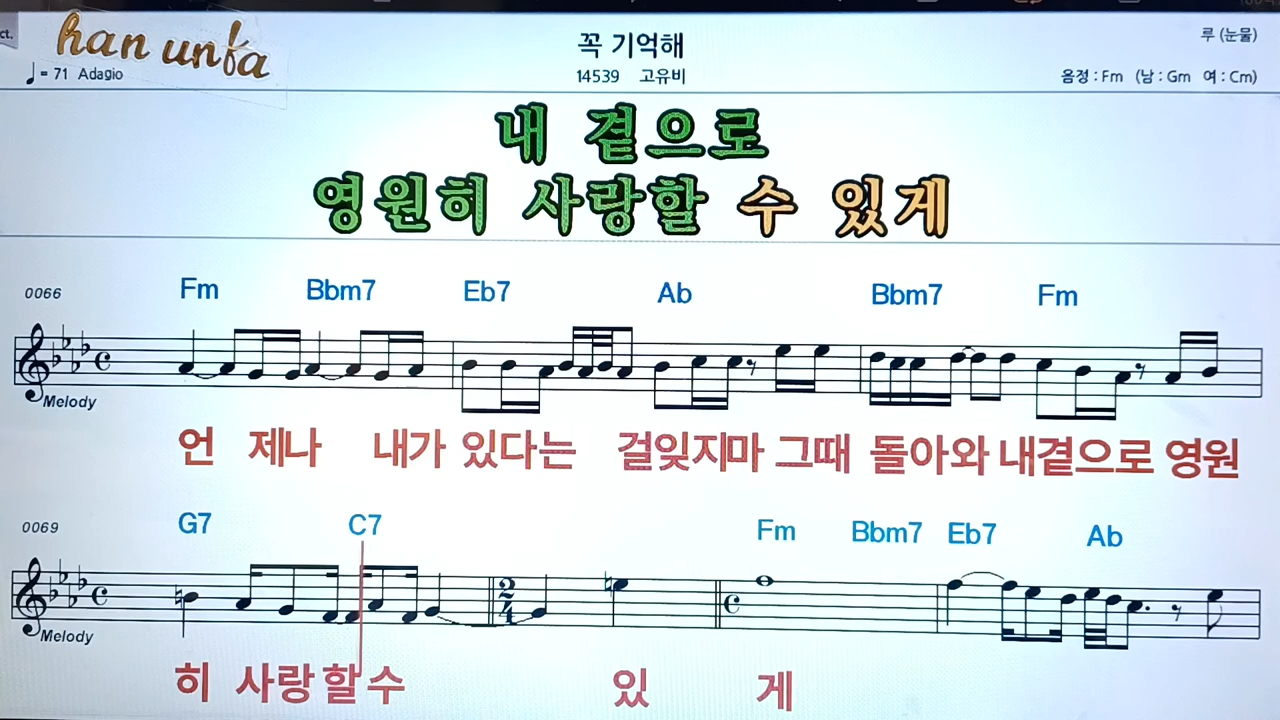 ct.
han unfa
꼭 기억해
루 (눈물)
♩= 71 Adagio
14539 고유비
음정 : Fm (남 : Gm 여 : Cm)
내 곁으로
영원히 사랑할 수 있게
0066
Fm Bbm7 Eb7 Ab Bbm7 Fm
Melody
언 제나 내가 있다는 걸잊지마 그때 돌아와 내곁으로 영원
0069
G7 C7 Fm Bbm7 Eb7 Ab
2
4
Melody
히 사랑할수 있 게